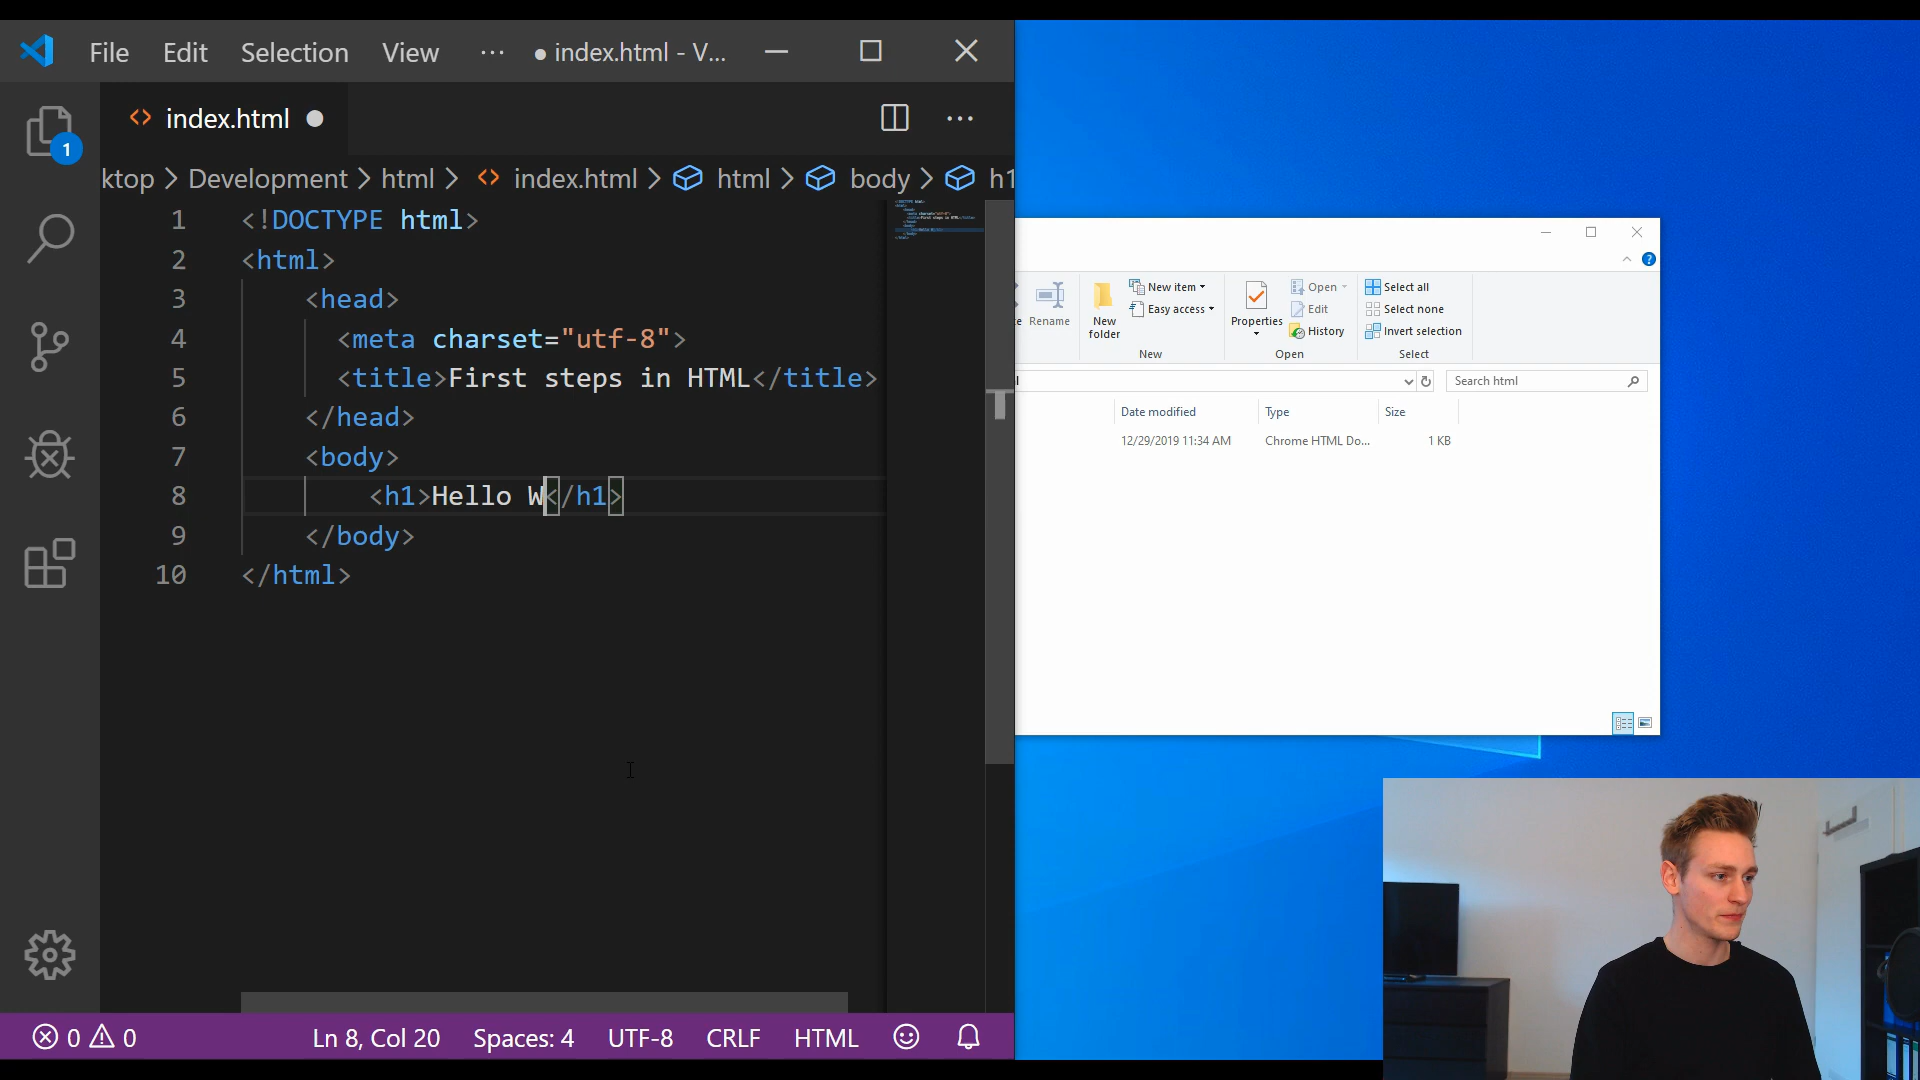 File Edit Selection View ··· ● index.html - V...
index.html
1
ktop > Development > html > index.html > html > body > h1
1 <!DOCTYPE html>
2 <html>
3 <head>
4 <meta charset="utf-8">
5 <title>First steps in HTML</title>
6 </head>
7 <body>
8 <h1>Hello W</h1>
9 </body>
10 </html>
0 0 Ln 8, Col 20 Spaces: 4 UTF-8 CRLF HTML
Rename
New folder
New item
Easy access
New
Properties
Open
Edit
History
Open
Select all
Select none
Invert selection
Select
Search html
Date modified Type Size
12/29/2019 11:34 AM Chrome HTML Do... 1 KB